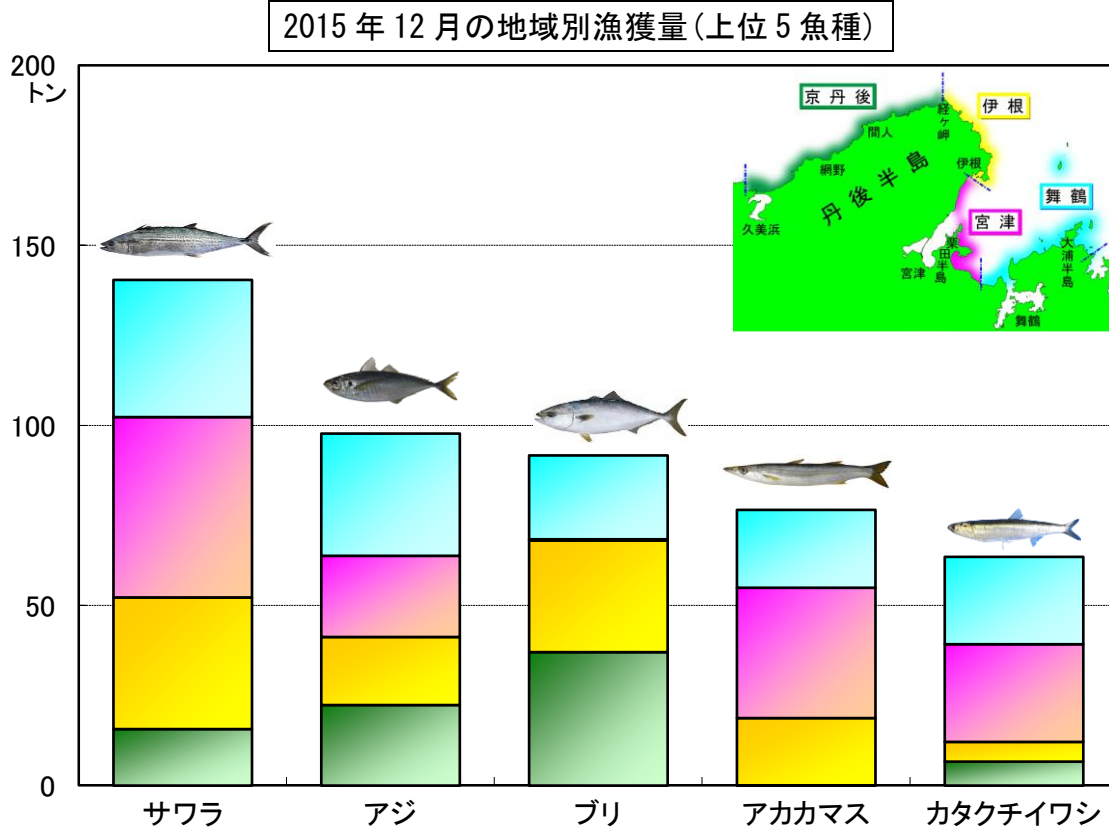 2015年12月の地域別漁獲量(上位5魚種)
200
トン
150
100
50
0
サワラ
アジ
ブリ
アカカマス
カタクチイワシ
京丹後
伊根
舞鶴
宮津
経ヶ岬
間人
網野
丹後半島
伊根
久美浜
宮津
栗田半島
大浦半島
舞鶴